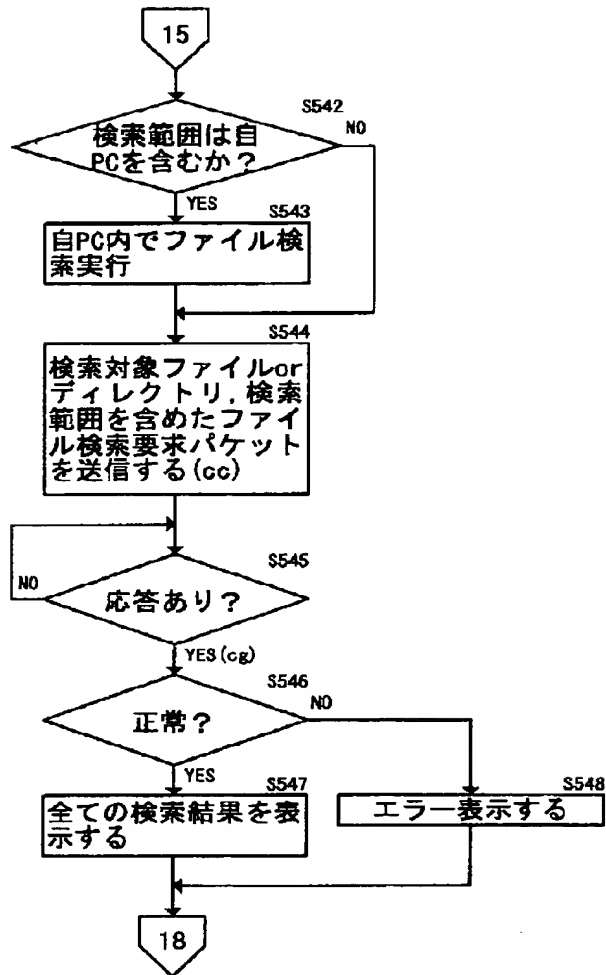 15
S542
検索範囲は自
PCを含むか？
NO
YES
S543
自PC内でファイル検
索実行
S544
検索対象ファイルor
ディレクトリ,検索
範囲を含めたファイ
ル検索要求パケット
を送信する(cc)
S545
NO
応答あり？
YES(cg)
S546
正常？
NO
YES
S547
全ての検索結果を表
示する
S548
エラー表示する
18